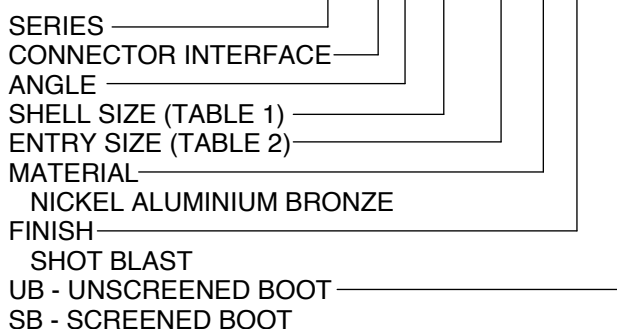 SERIES
CONNECTOR INTERFACE
ANGLE
SHELL SIZE (TABLE 1)
ENTRY SIZE (TABLE 2)
MATERIAL
NICKEL ALUMINIUM BRONZE
FINISH
SHOT BLAST
UB - UNSCREENED BOOT
SB - SCREENED BOOT